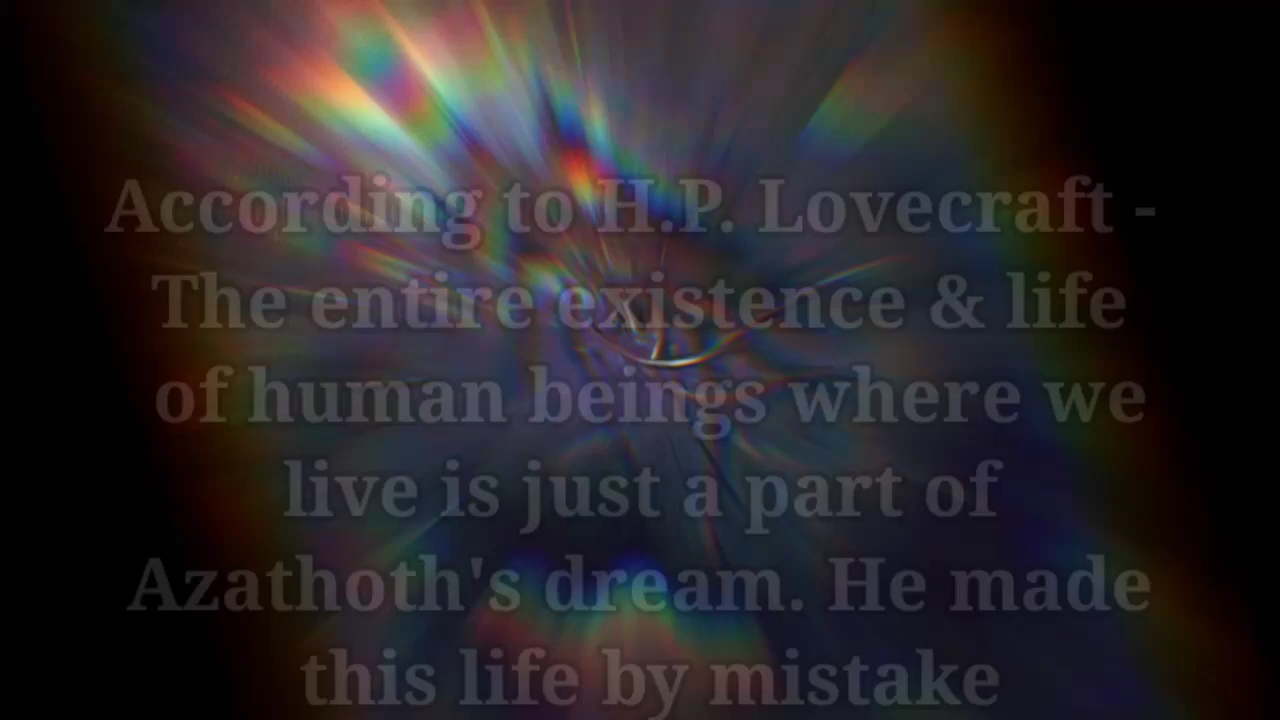 According to H.P. Lovecraft -
The entire existence & life
of human beings where we
live is just a part of
Azathoth's dream. He made
this life by mistake